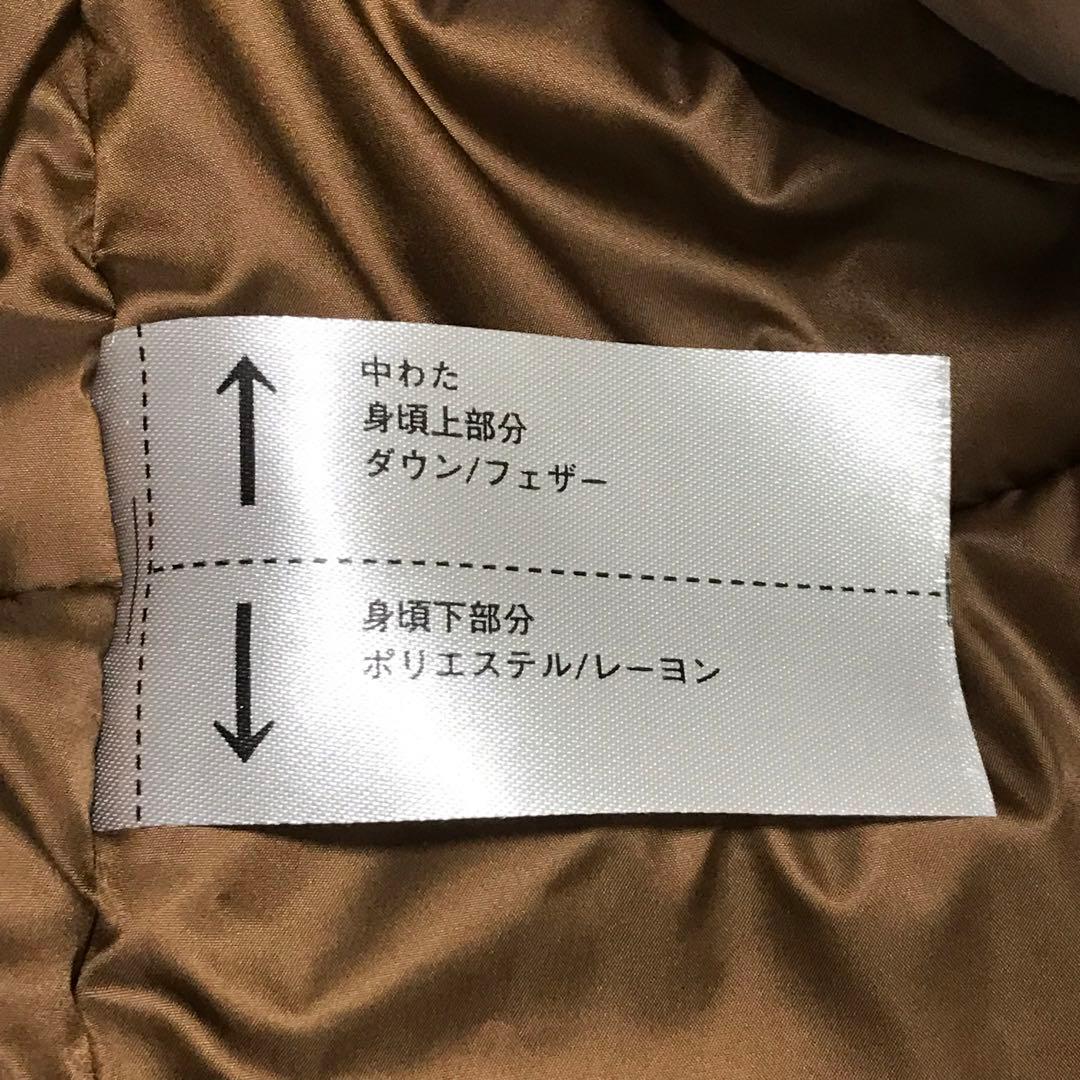 中わた
身頃上部分
ダウン/フェザー
身頃下部分
ポリエステル/レーヨン